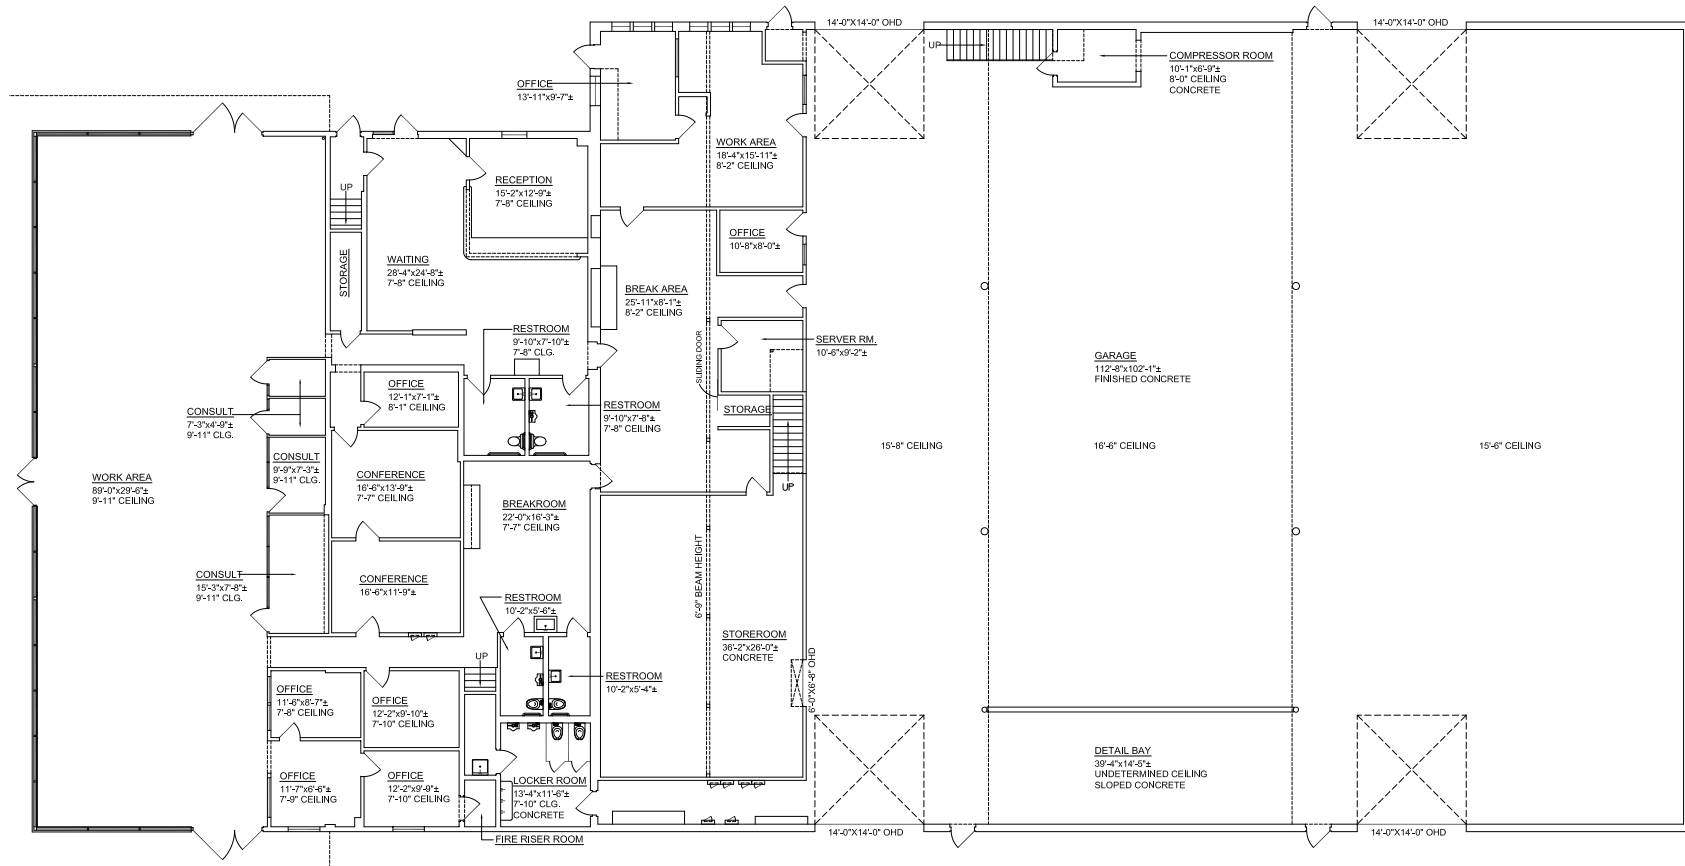 14'-0"X14'-0" OHD
14'-0"X14'-0" OHD
UP
COMPRESSOR ROOM
10'-1"x6'-9"±
8'-0" CEILING
CONCRETE
OFFICE
13'-11"x9'-7"±
WORK AREA
18'-4"x15'-11"±
8'-2" CEILING
UP
RECEPTION
15'-2"x12'-9"±
7'-8" CEILING
OFFICE
10'-8"x8'-0"±
STORAGE
WAITING
28'-4"x24'-8"±
7'-8" CEILING
BREAK AREA
25'-11"x8'-1"±
8'-2" CEILING
RESTROOM
9'-10"x7'-10"±
7'-8" CLG.
SLIDING DOOR
SERVER RM.
10'-6"x9'-2"±
GARAGE
112'-8"x102'-1"±
FINISHED CONCRETE
OFFICE
12'-1"x7'-1"±
8'-1" CEILING
CONSULT
7'-3"x4'-9"±
9'-11" CLG.
RESTROOM
9'-10"x7'-8"±
7'-8" CEILING
STORAGE
15'-8" CEILING
16'-6" CEILING
15'-6" CEILING
CONSULT
9'-9"x7'-3"±
9'-11" CLG.
WORK AREA
89'-0"x29'-6"±
9'-11" CEILING
CONFERENCE
16'-6"x13'-9"±
7'-7" CEILING
UP
BREAKROOM
22'-0"x16'-3"±
7'-7" CEILING
CONSULT
15'-3"x7'-8"±
9'-11" CLG.
CONFERENCE
16'-6"x11'-9"±
6'-9" BEAM HEIGHT
RESTROOM
10'-2"x5'-6"±
STOREROOM
36'-2"x26'-0"±
CONCRETE
UP
RESTROOM
10'-2"x5'-4"±
6'-0"X6'-8" OHD
OFFICE
11'-6"x8'-7"±
7'-8" CEILING
OFFICE
12'-2"x9'-10"±
7'-10" CEILING
DETAIL BAY
39'-4"x14'-5"±
UNDETERMINED CEILING
SLOPED CONCRETE
OFFICE
11'-7"x6'-6"±
7'-9" CEILING
OFFICE
12'-2"x9'-9"±
7'-10" CEILING
LOCKER ROOM
13'-4"x11'-6"±
7'-10" CLG.
CONCRETE
FIRE RISER ROOM
14'-0"X14'-0" OHD
14'-0"X14'-0" OHD